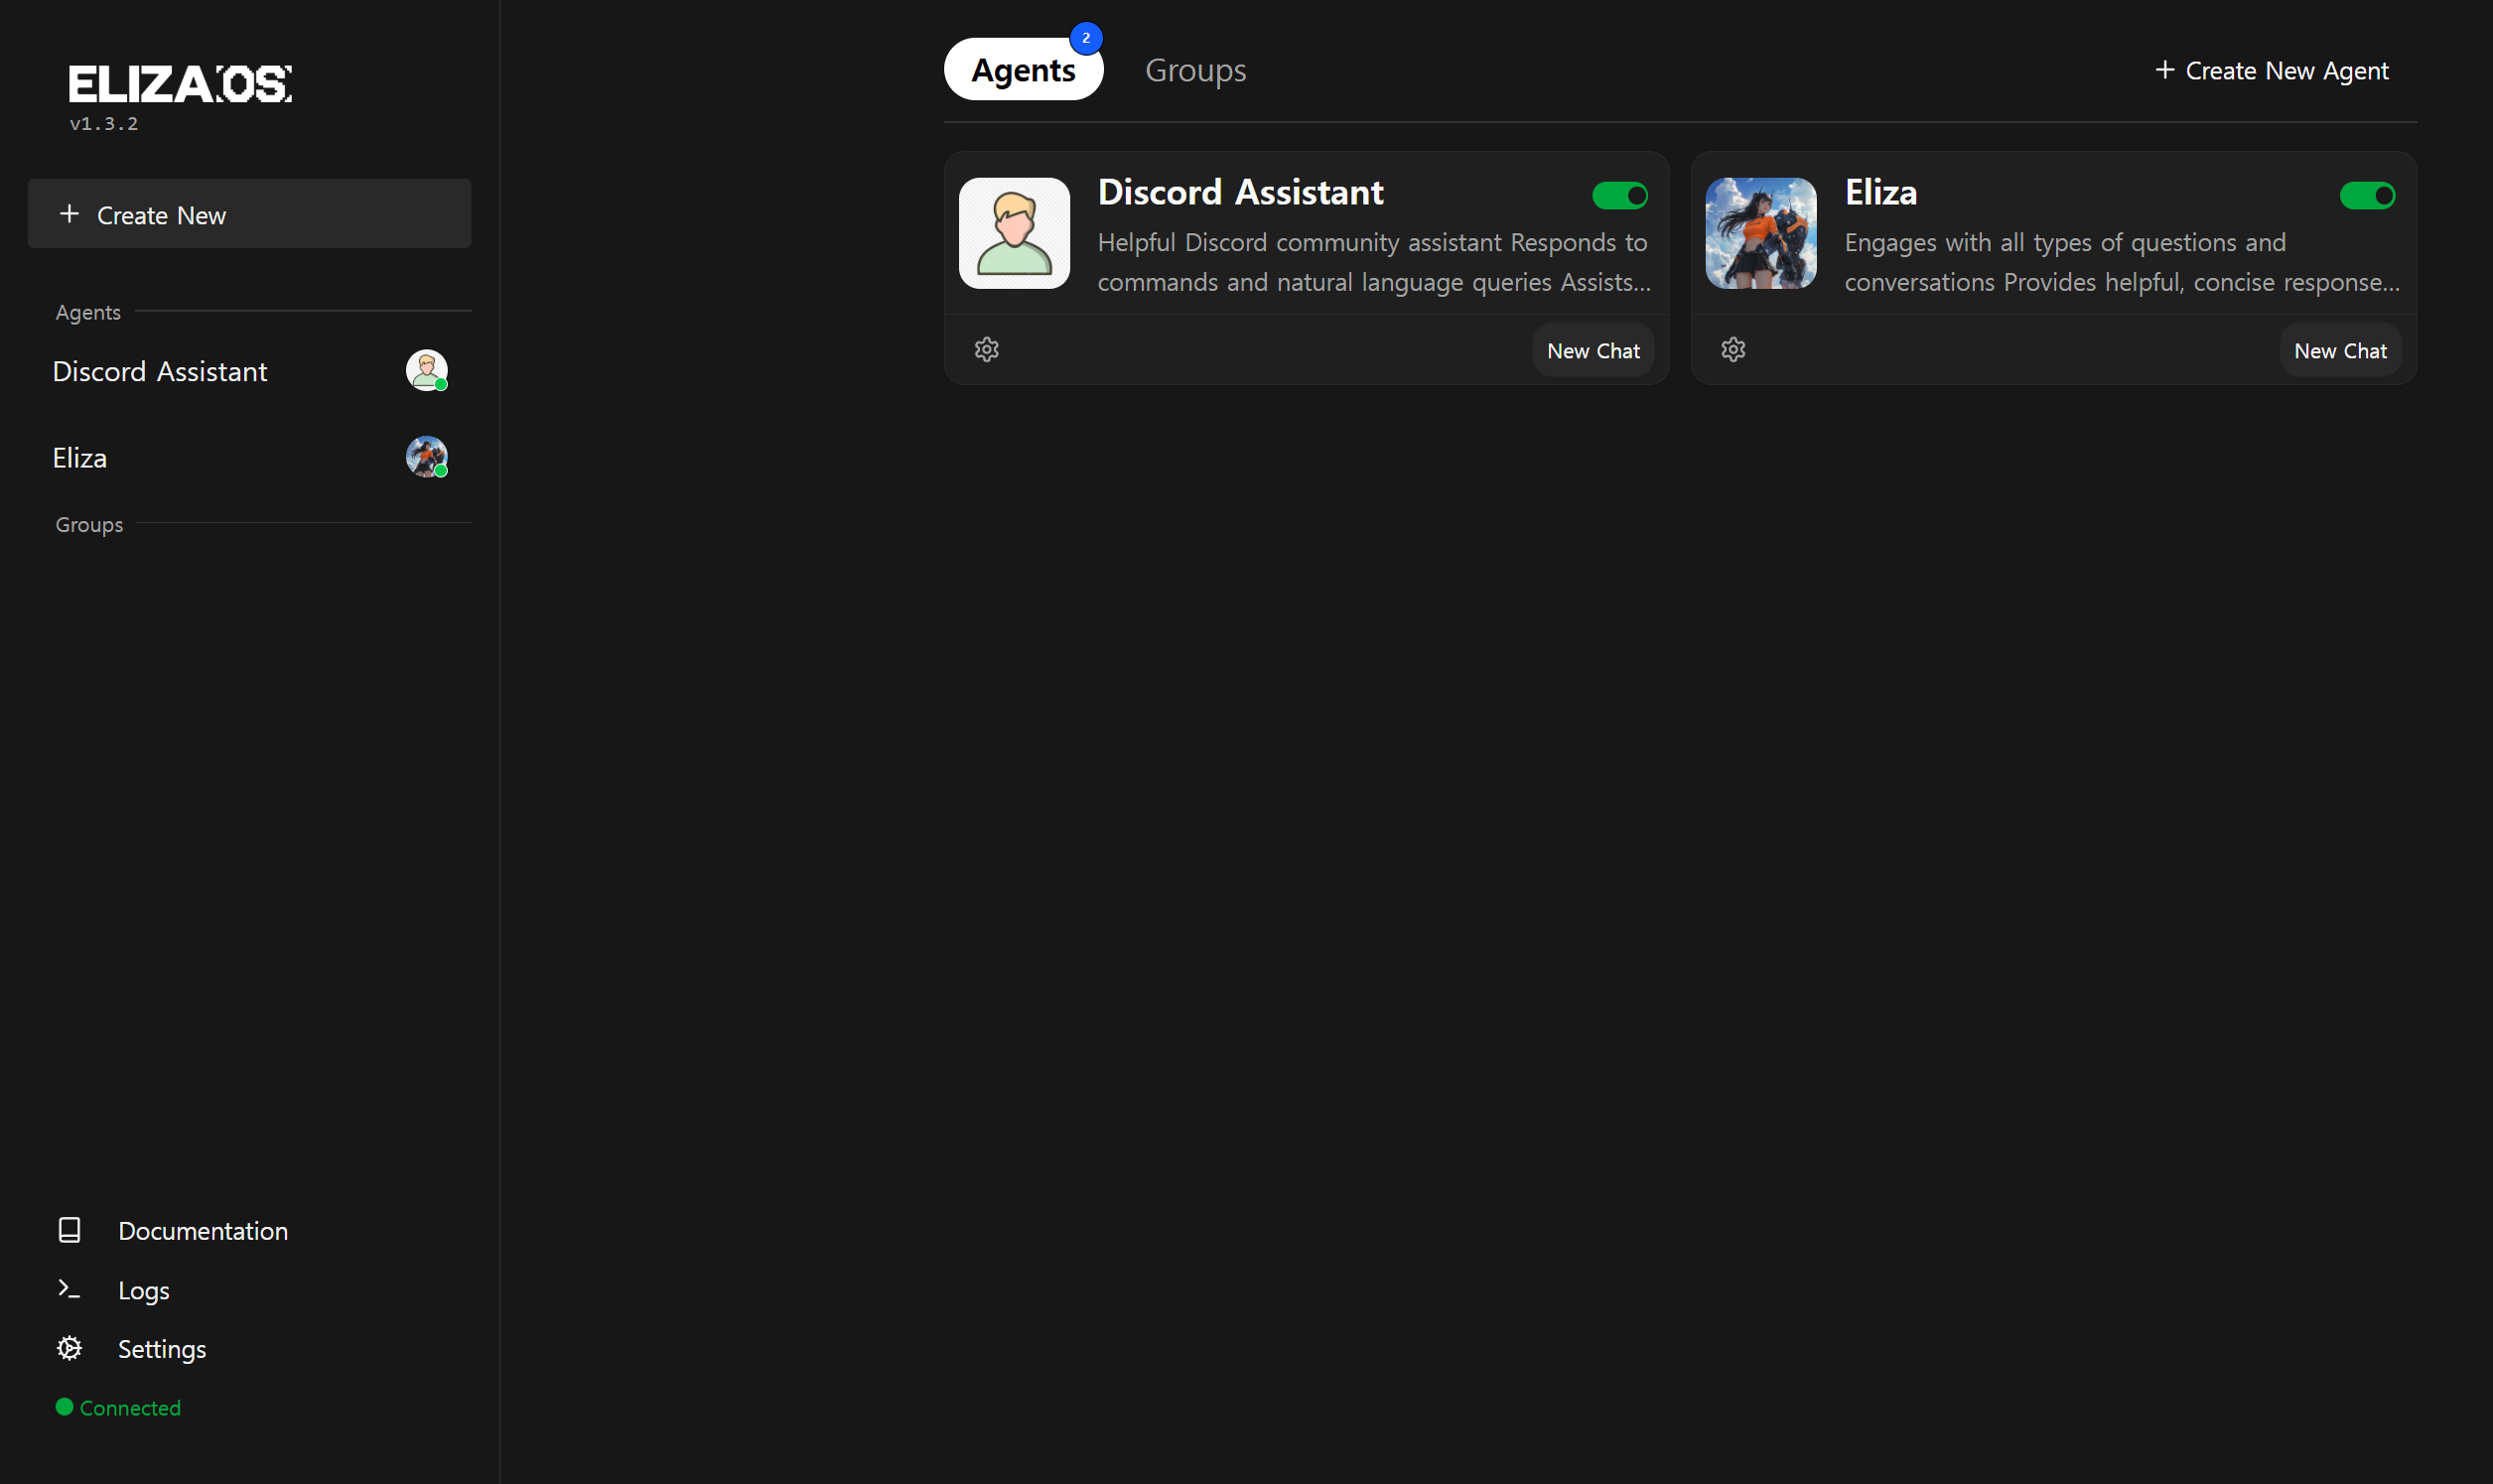 ELIZA OS
v1.3.2
+ Create New
Agents
Discord Assistant
Eliza
Groups
Documentation
Logs
Settings
Connected
Agents
2
Groups
+ Create New Agent
Discord Assistant
Helpful Discord community assistant Responds to
commands and natural language queries Assists...
New Chat
Eliza
Engages with all types of questions and
conversations Provides helpful, concise response...
New Chat